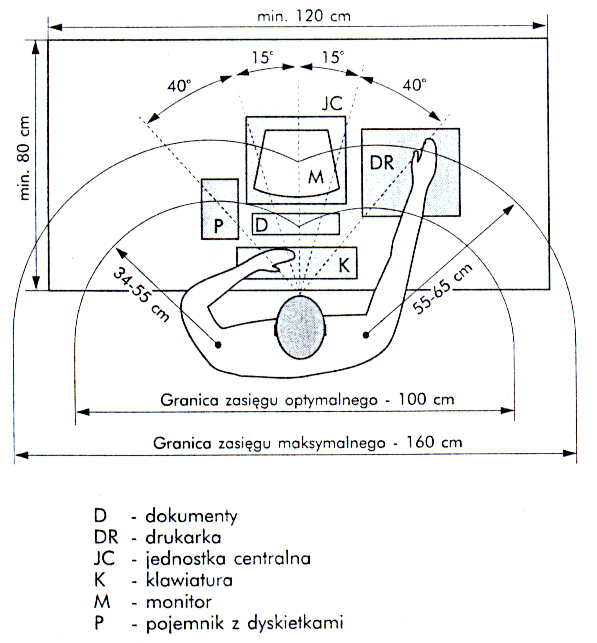 min. 120 cm
15° 15°
40° 40°
min. 80 cm
JC
M
DR
P
D
K
34-55 cm
55-65 cm
Granica zasięgu optymalnego - 100 cm
Granica zasięgu maksymalnego - 160 cm
D - dokumenty
DR - drukarka
JC - jednostka centralna
K - klawiatura
M - monitor
P - pojemnik z dyskietkami